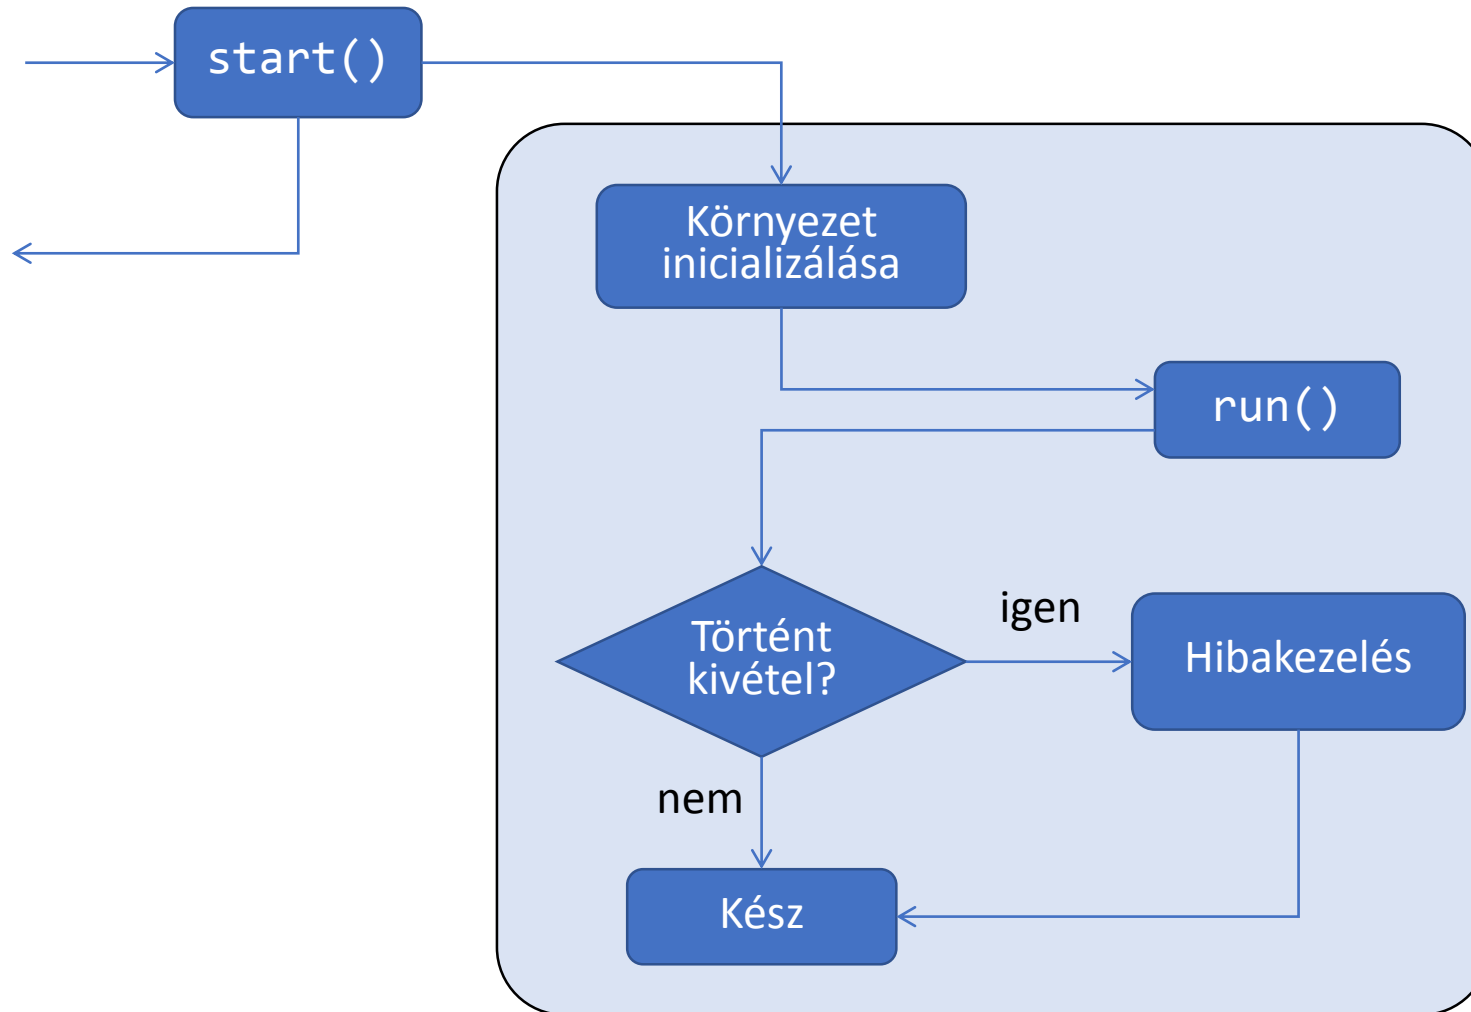 start()
Környezet
inicializálása
run()
Történt
kivétel?
igen
Hibakezelés
nem
Kész